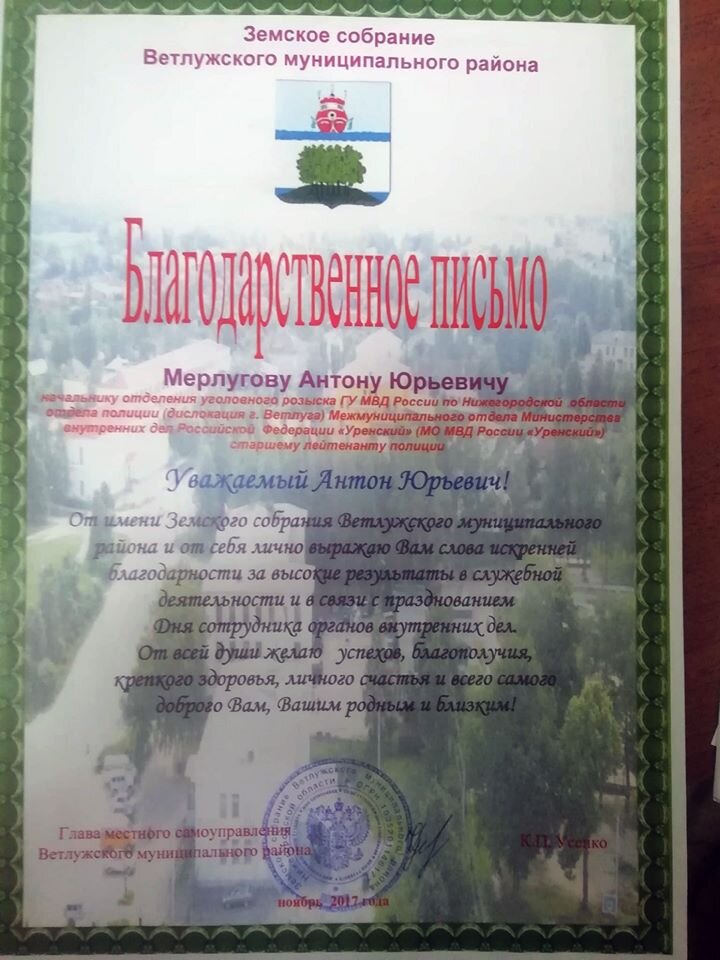 Земское собрание
Ветлужского муниципального района
Благодарственное письмо
Мерлугову Антону Юрьевичу
начальнику отделения уголовного розыска ГУ МВД России по Нижегородской области
отдела полиции (дислокация г. Ветлуга) Межмуниципального отдела Министерства
внутренних дел Российской Федерации «Уренский» (МО МВД России «Уренский»)
старшему лейтенанту полиции
Уважаемый Антон Юрьевич!
От имени Земского собрания Ветлужского муниципального
района и от себя лично выражаю Вам слова искренней
благодарности за высокие результаты в служебной
деятельности и в связи с празднованием
Дня сотрудника органов внутренних дел.
От всей души желаю успехов, благополучия,
крепкого здоровья, личного счастья и всего самого
доброго Вам, Вашим родным и близким!
Глава местного самоуправления
Ветлужского муниципального района
К.П. Усенко
ноябрь 2017 года